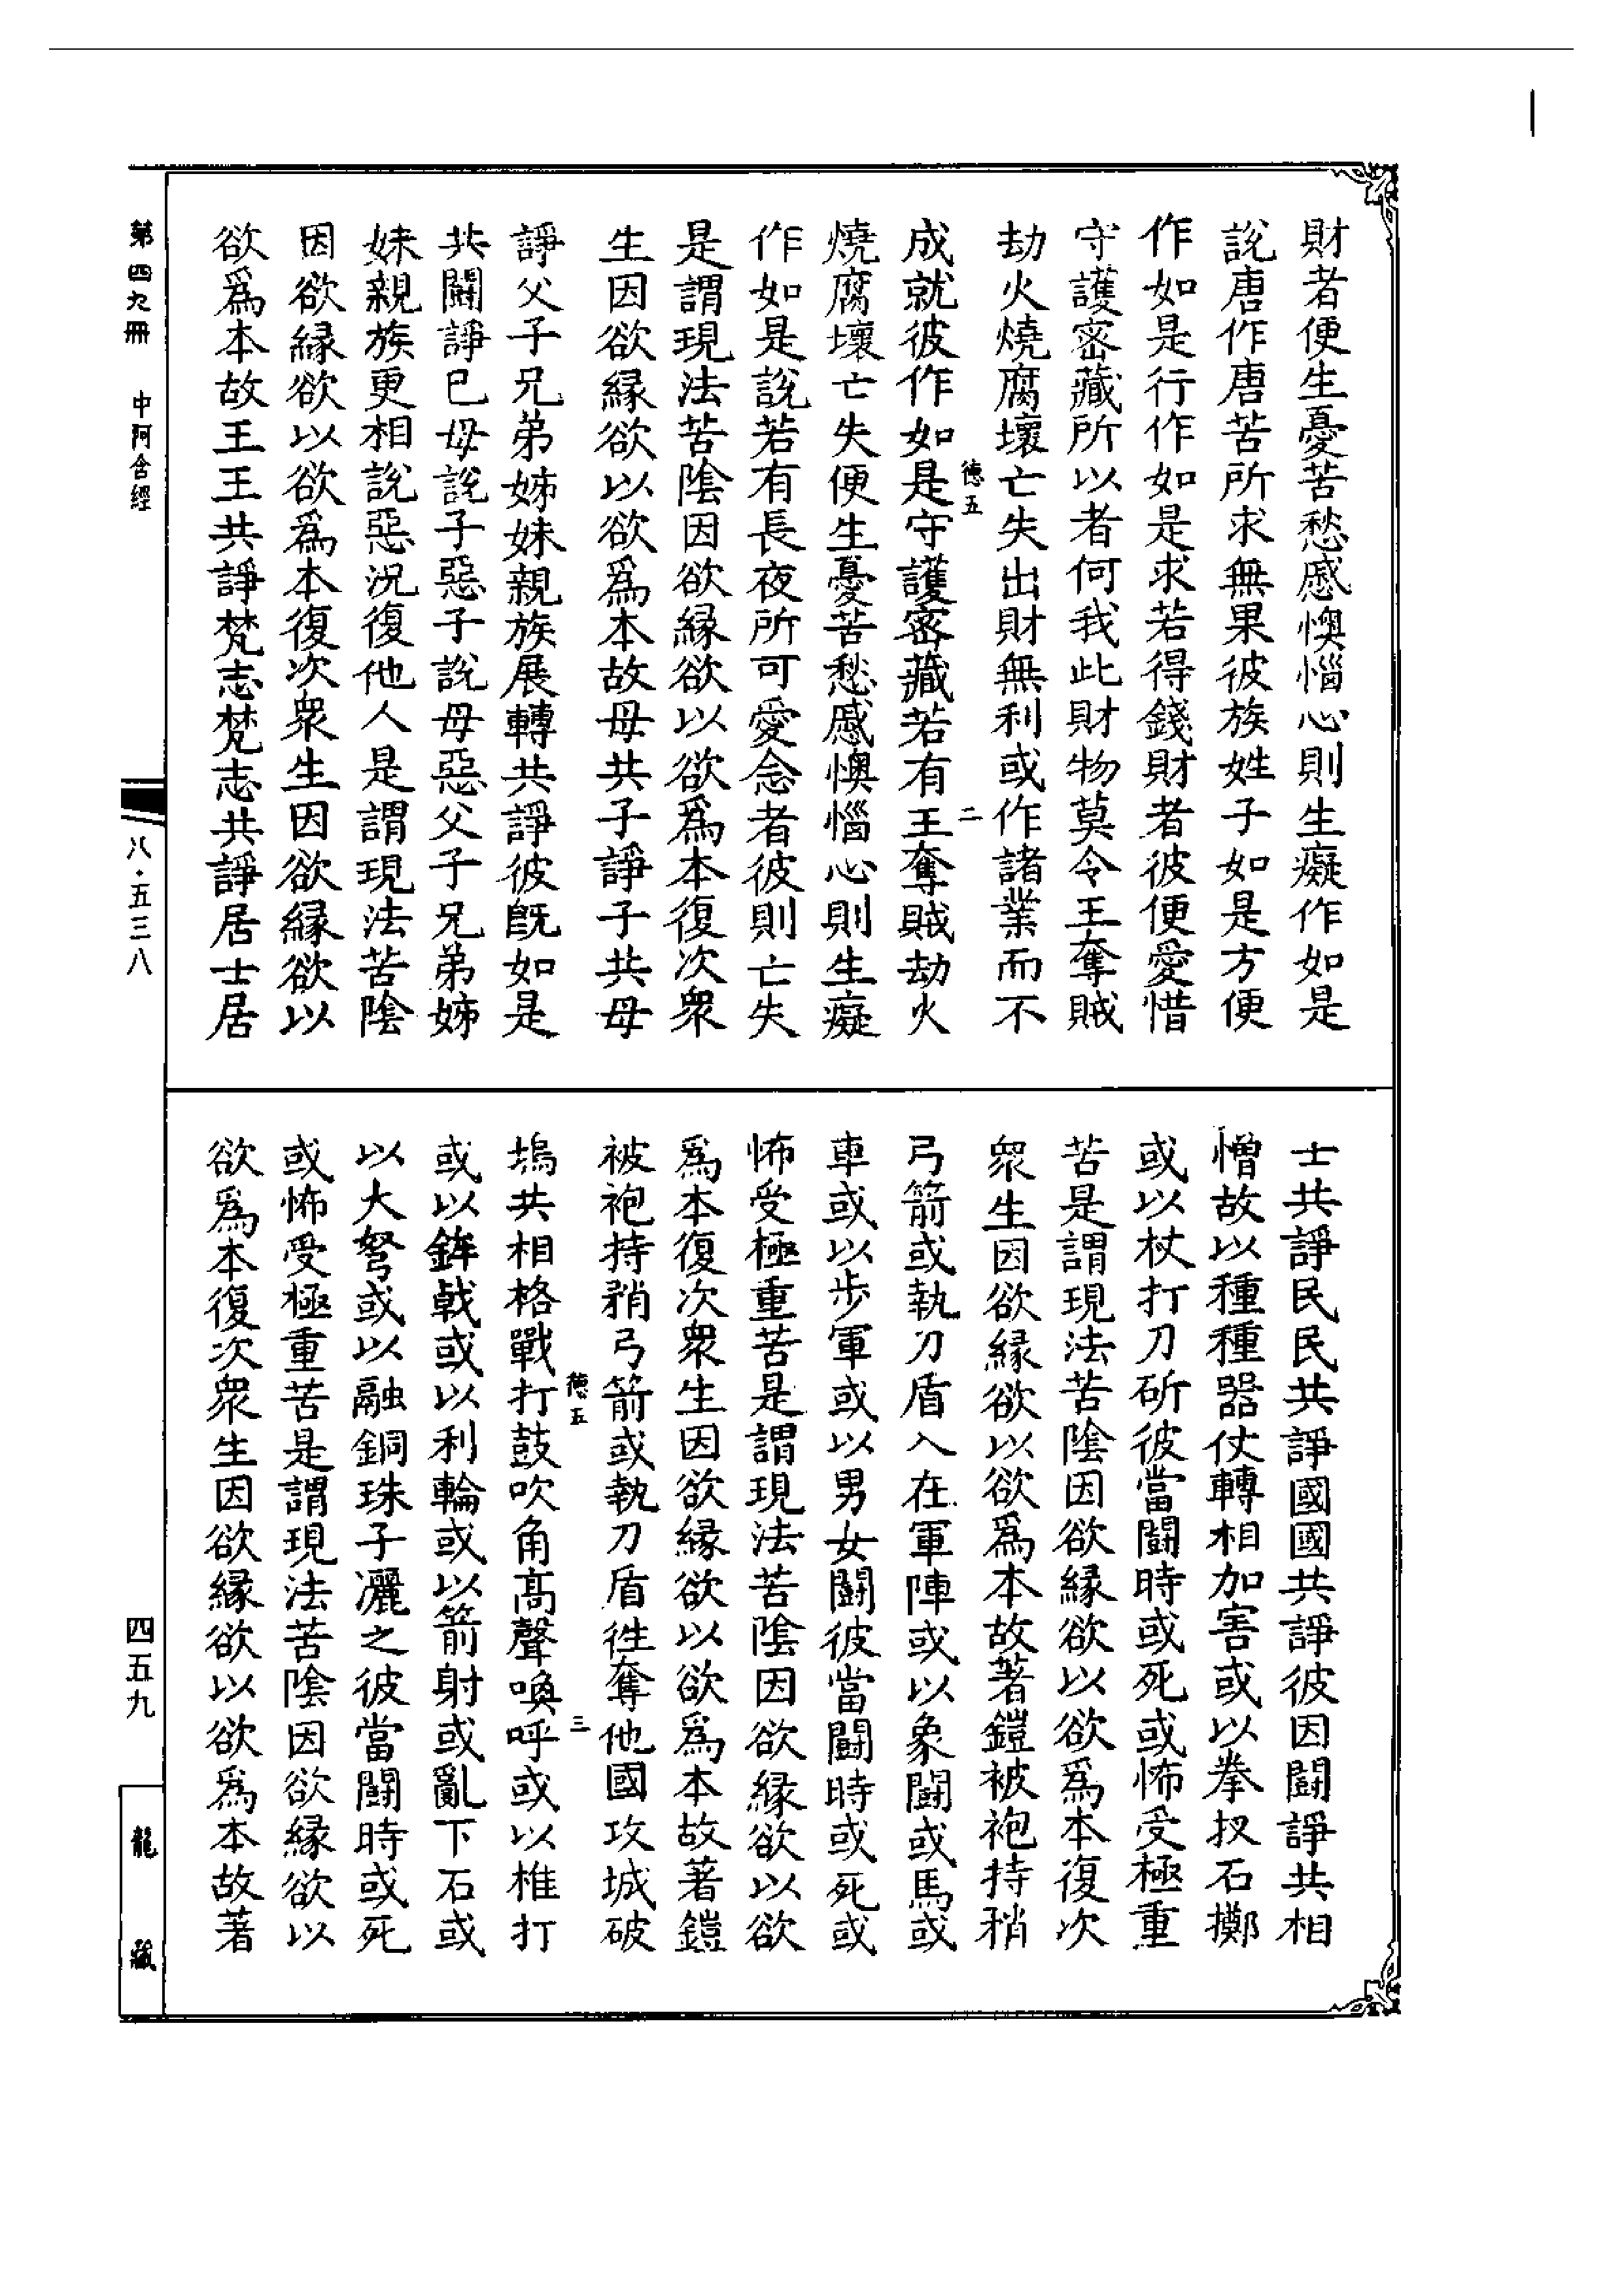 財者便生憂苦愁慼懊惱心則生癡作如是
說唐作唐苦所求無果彼族姓子如是方便
作如是行作如是求若得錢財者彼便愛惜
守護密藏所以者何我此財物莫令王奪賊
劫火燒腐壞亡失出財無利或作諸業而不
德五 二
成就彼作如是守護密藏若有王奪賊劫火
燒腐壞亡失便生憂苦愁慼懊惱心則生癡
作如是說若有長夜所可愛念者彼則亡失
是謂現法苦陰因欲緣欲以欲爲本復次衆
生因欲緣欲以欲爲本故母共子諍子共母
諍父子兄弟姊妹親族展轉共諍彼旣如是
共鬪諍已母說子惡子說母惡父子兄弟姊
妹親族更相說惡況復他人是謂現法苦陰
因欲緣欲以欲爲本復次衆生因欲緣欲以
欲爲本故王王共諍梵志梵志共諍居士居
士共諍民民共諍國國共諍彼因鬪諍共相
憎故以種種器仗轉相加害或以拳扠石擲
或以杖打刀斫彼當鬪時或死或怖受極重
苦是謂現法苦陰因欲緣欲以欲爲本復次
衆生因欲緣欲以欲爲本故著鎧被袍持矟
弓箭或執刀盾入在軍陣或以象鬪或馬或
車或以步軍或以男女鬪彼當鬪時或死或
怖受極重苦是謂現法苦陰因欲緣欲以欲
爲本復次衆生因欲緣欲以欲爲本故著鎧
被袍持矟弓箭或執刀盾徃奪他國攻城破
德五 三
塢共相格戰打鼓吹角高聲喚呼或以椎打
或以鉾戟或以利輪或以箭射或亂下石或
以大弩或以融銅珠子灑之彼當鬪時或死
或怖受極重苦是謂現法苦陰因欲緣欲以
欲爲本復次衆生因欲緣欲以欲爲本故著
第四九冊 中阿含經
八·五三八
四五九
龍藏